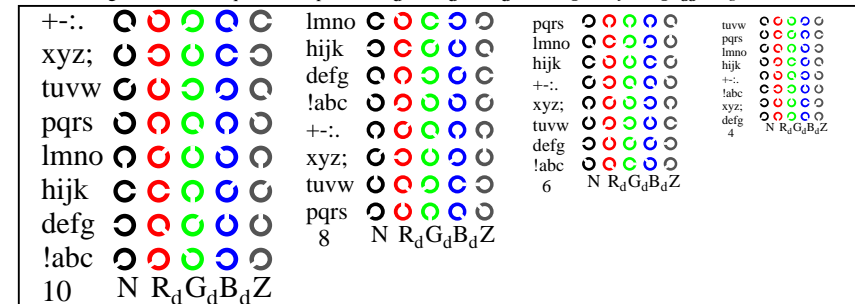 +-:.
xyz;
tuvw
pqrs
lmno
hijk
defg
!abc
10 N RdGdBdZ
lmno
hijk
defg
!abc
+-:.
xyz;
tuvw
pqrs
8 N RdGdBdZ
pqrs
lmno
hijk
+-:.
xyz;
tuvw
defg
!abc
6 N RdGdBdZ
tuvw
pqrs
lmno
hijk
+-:.
!abc
xyz;
defg
4 N RdGdBdZ